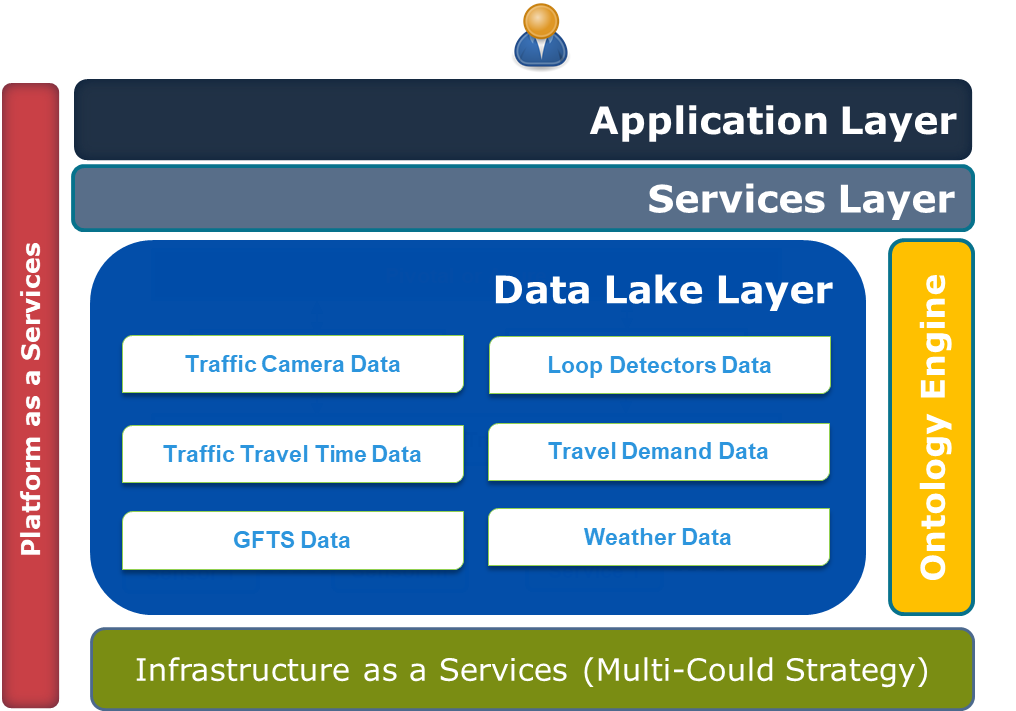 Application Layer
Services Layer
Platform as a Services
Data Lake Layer
Traffic Camera Data
Loop Detectors Data
Traffic Travel Time Data
Travel Demand Data
GFTS Data
Weather Data
Ontology Engine
Infrastructure as a Services (Multi-Could Strategy)